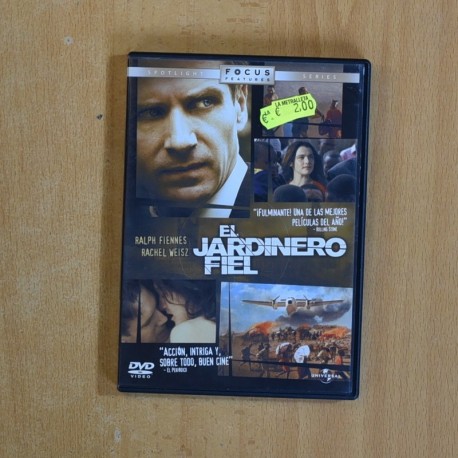 SPOTLIGHT
FOCUS
FEATURES
SERIES
LA METRALLETA
€ 2.00
"¡FULMINANTE! UNA DE LAS MEJORES
PELÍCULAS DEL AÑO!"
- ROLLING STONE
RALPH FIENNES
RACHEL WEISZ
EL
JARDINERO
FIEL
"ACCIÓN, INTRIGA Y,
SOBRE TODO, BUEN CINE"
- EL PERIÓDICO
DVD
VIDEO
UNIVERSAL